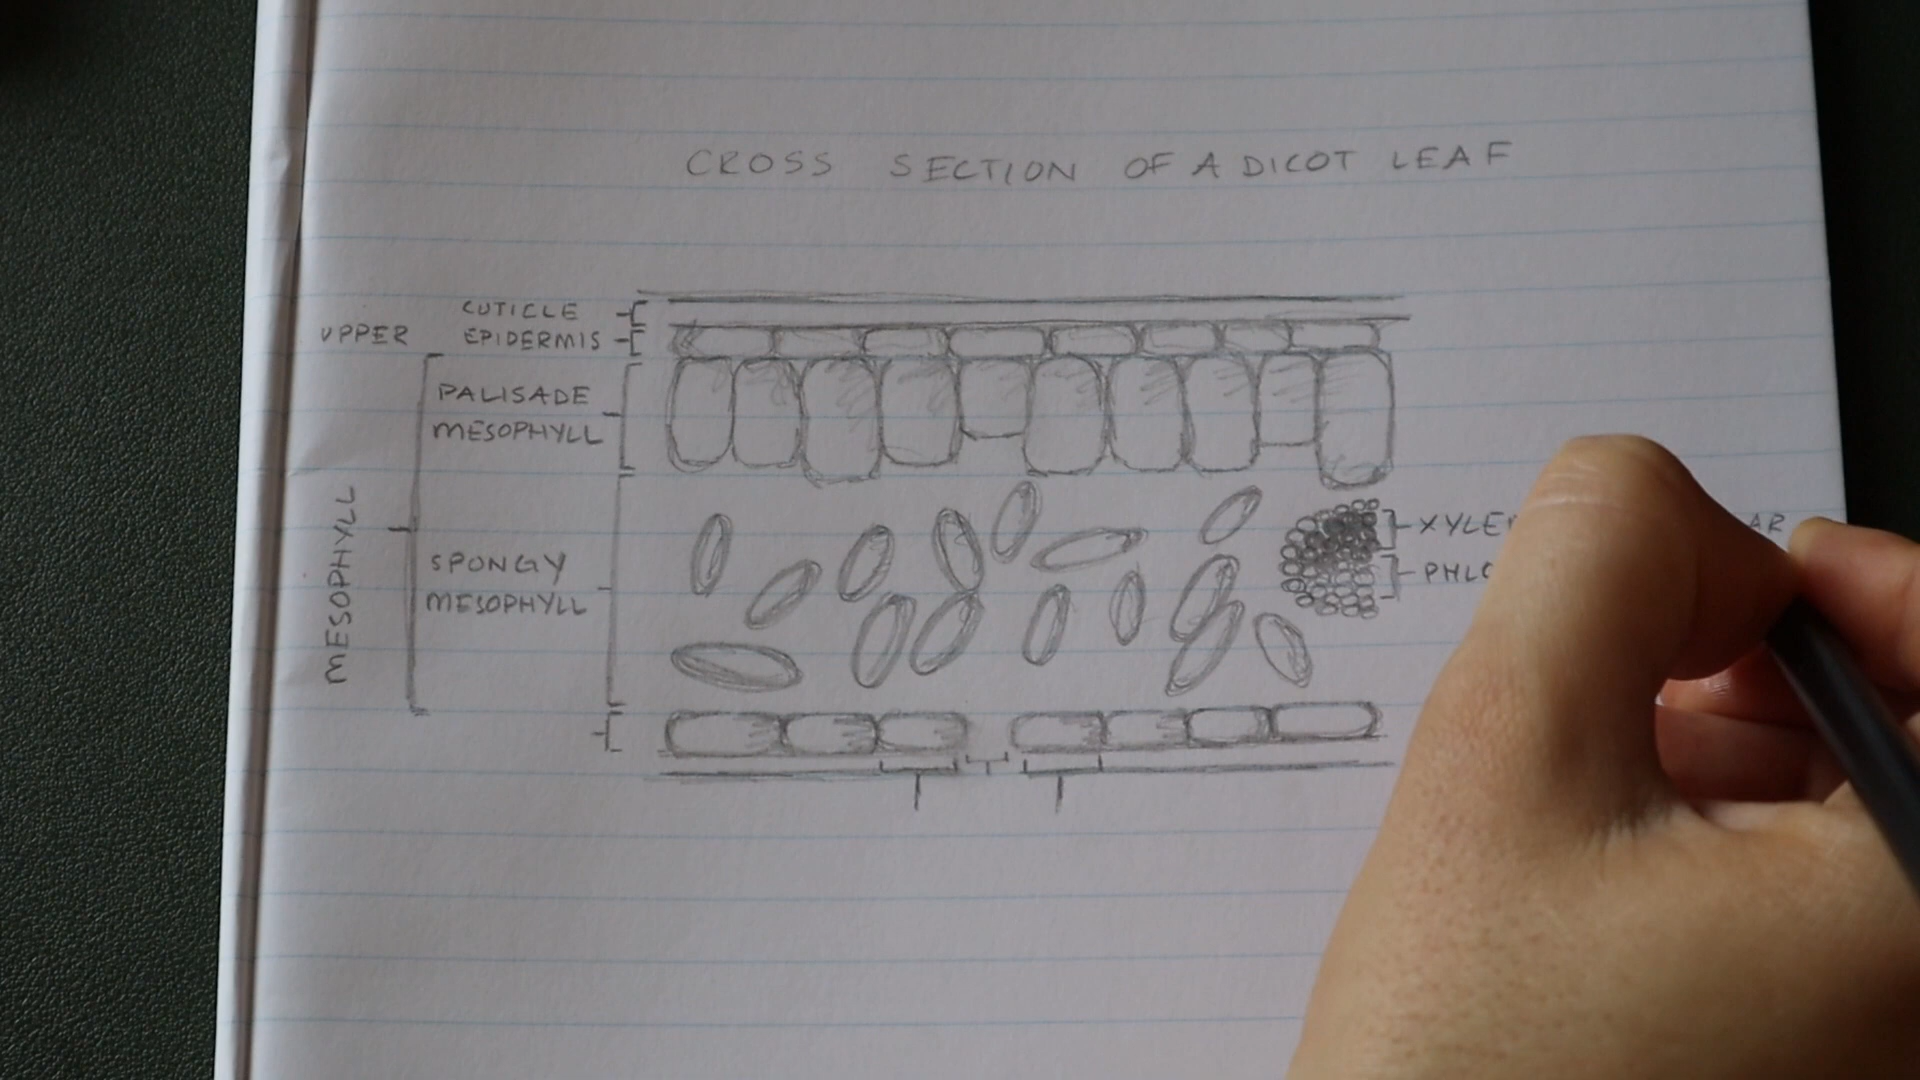 CROSS SECTION OF A DICOT LEAF
CUTICLE
UPPER EPIDERMIS
PALISADE
MESOPHYLL
MESOPHYLL
SPONGY
MESOPHYLL